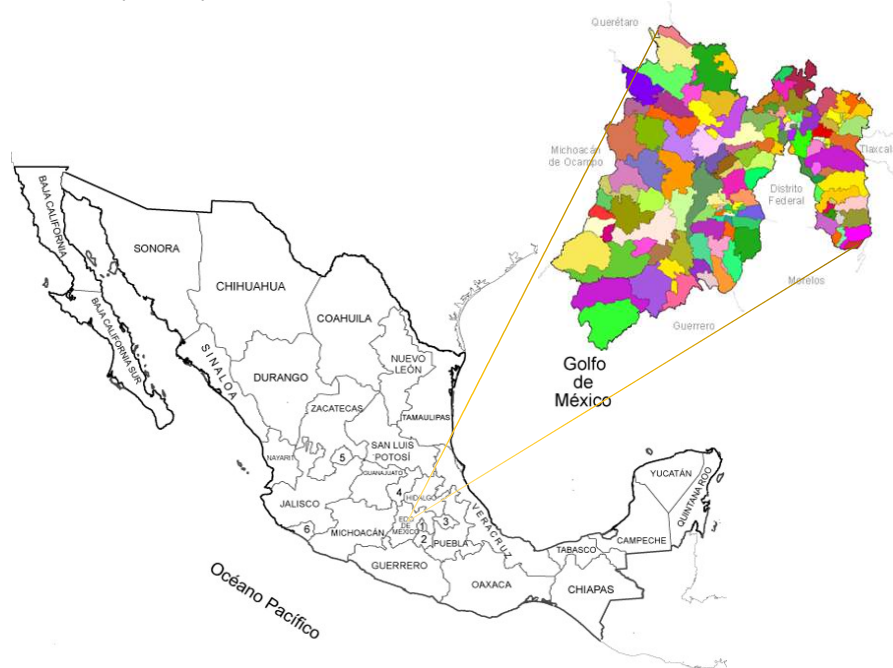 Querétaro
Michoacán
de Ocampo
Tlaxcal
Distrito
Federal
Morelos
Guerrero
Golfo
de
México
BAJA CALIFORNIA
SONORA
CHIHUAHUA
COAHUILA
BAJA CALIFORNIA SUR
SINALOA
NUEVO
LEÓN
DURANGO
ZACATECAS
TAMAULIPAS
SAN LUIS
POTOSÍ
NAYARIT
5
GUANAJUATO
4
HIDALGO
JALISCO
6
MICHOACÁN
EDO
DE
MÉXICO
1
2
3
PUEBLA
VERACRUZ
GUERRERO
OAXACA
TABASCO
CHIAPAS
CAMPECHE
YUCATÁN
QUINTANA ROO
Océano Pacífico